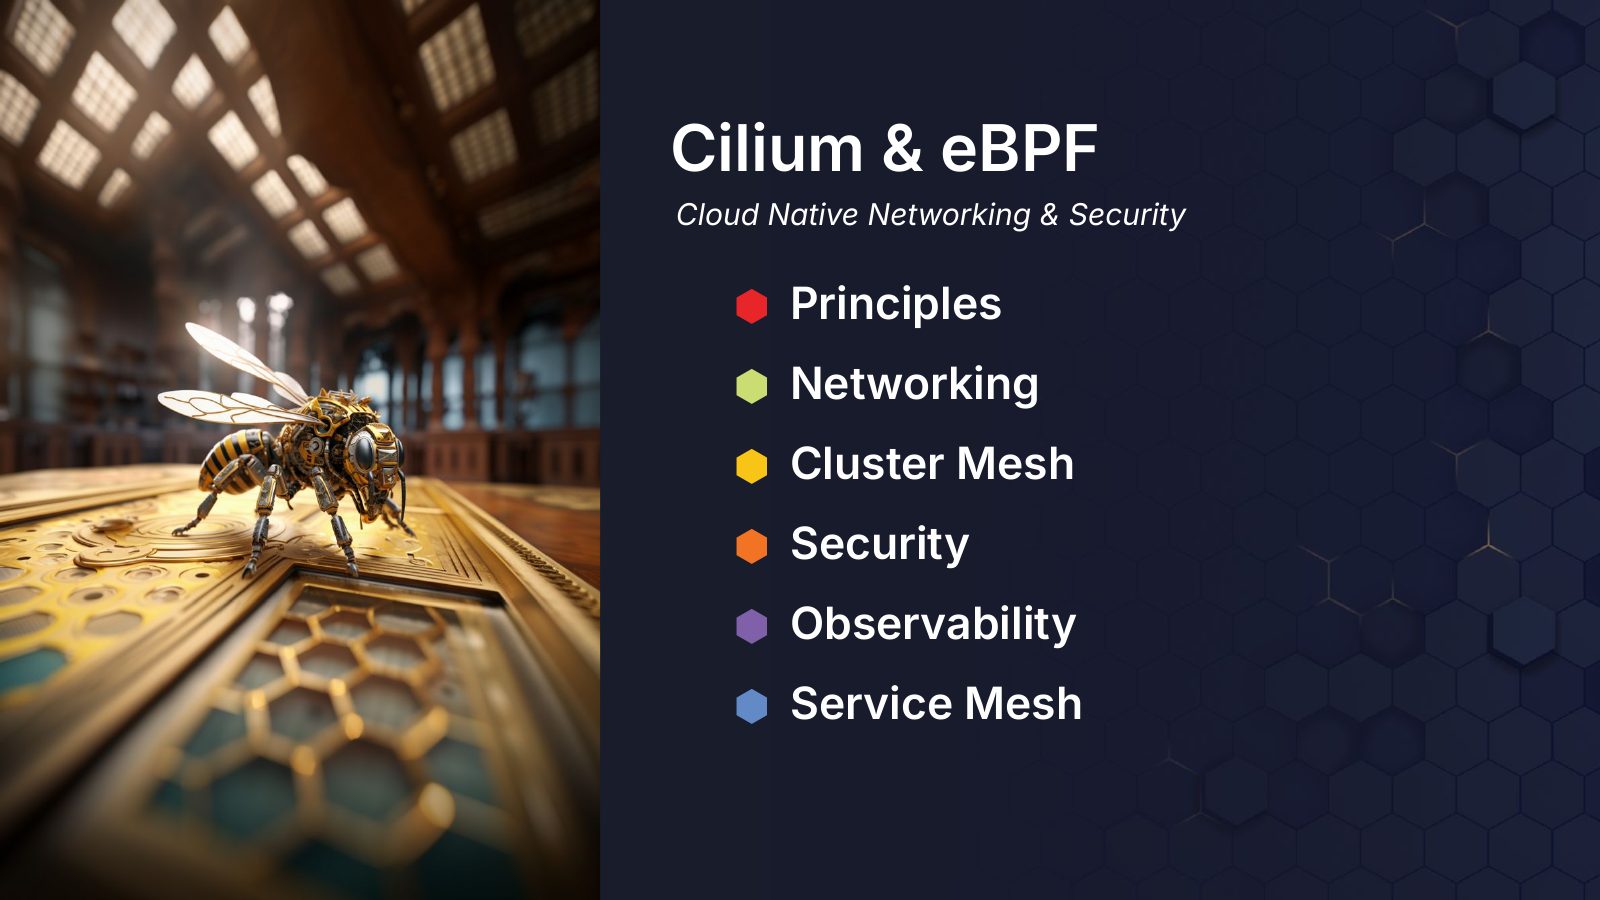 Cilium & eBPF
Cloud Native Networking & Security
Principles
Networking
Cluster Mesh
Security
Observability
Service Mesh